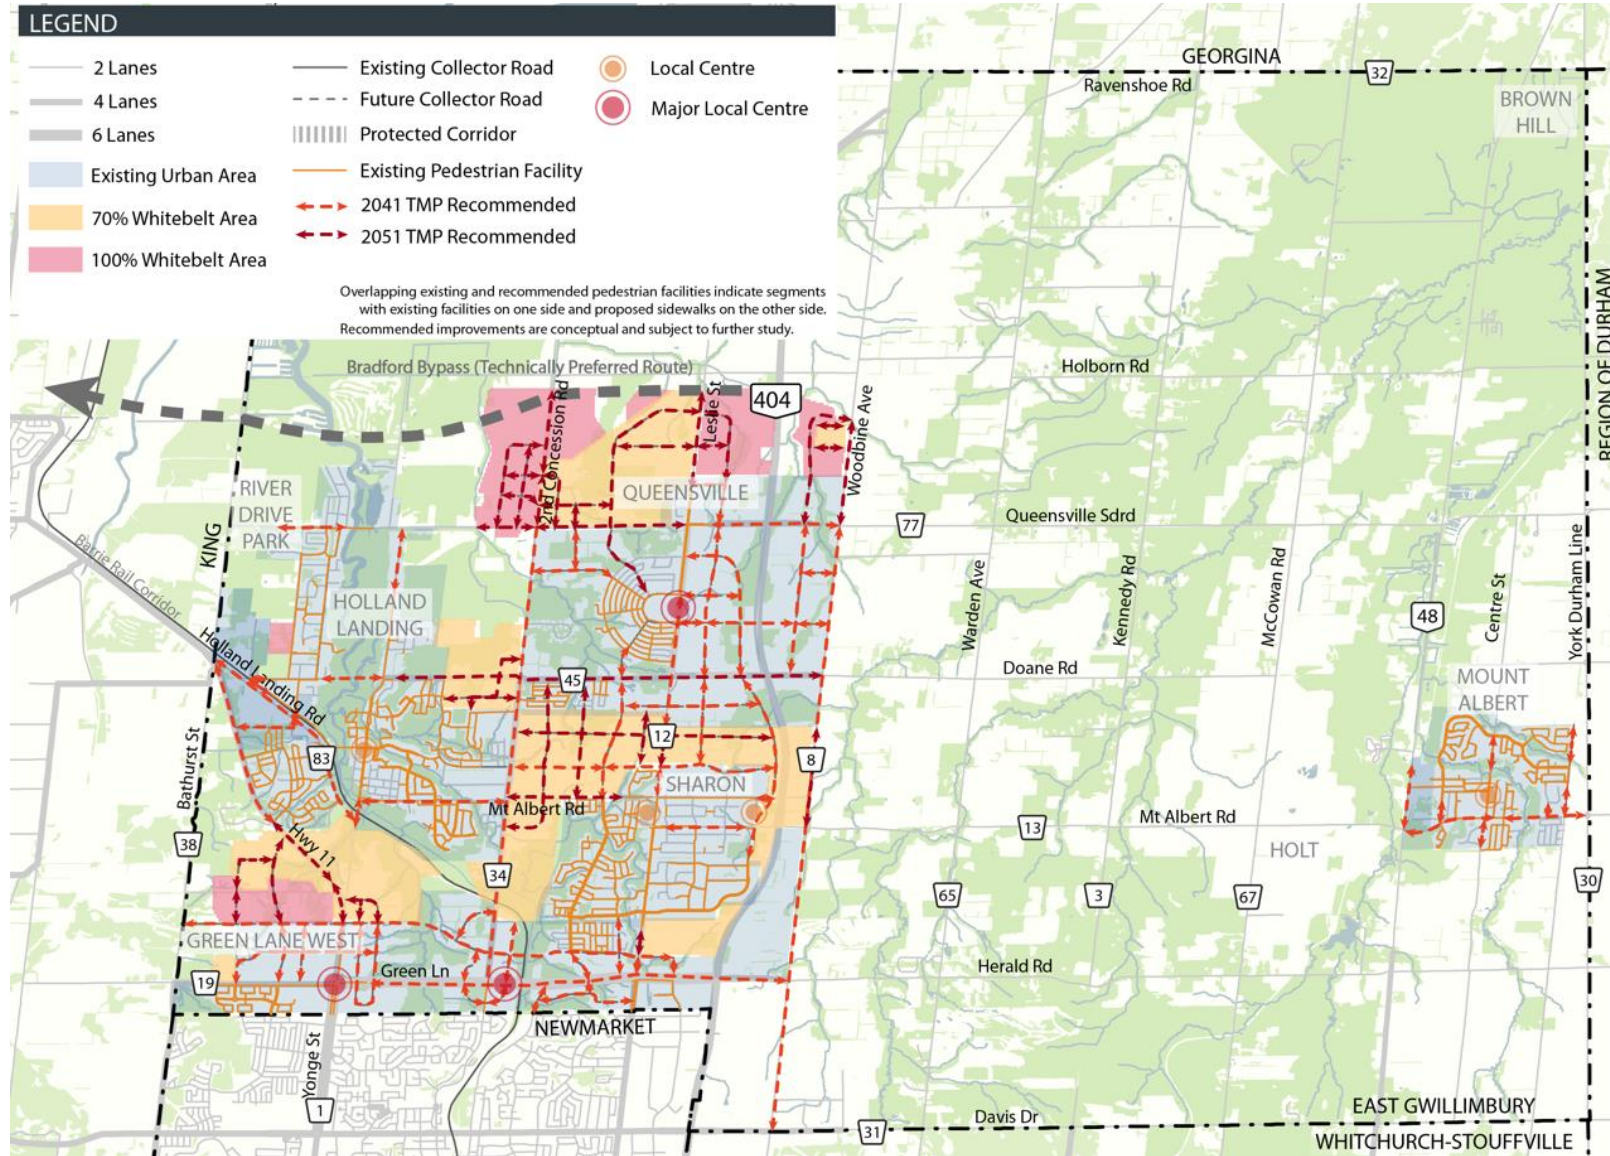 LEGEND
2 Lanes
4 Lanes
6 Lanes
Existing Urban Area
70% Whitebelt Area
100% Whitebelt Area
Existing Collector Road
Future Collector Road
Protected Corridor
Existing Pedestrian Facility
2041 TMP Recommended
2051 TMP Recommended
Local Centre
Major Local Centre
Overlapping existing and recommended pedestrian facilities indicate segments
with existing facilities on one side and proposed sidewalks on the other side.
Recommended improvements are conceptual and subject to further study.
GEORGINA
32
Ravenshoe Rd
BROWN
HILL
REGION OF DURHAM
Bradford Bypass (Technically Preferred Route)
Holborn Rd
404
2nd Concession Rd
Leslie St
Woodbine Ave
RIVER
DRIVE
PARK
QUEENSVILLE
KING
77
Queensville Sdrd
Barrie Rail Corridor
HOLLAND
LANDING
Warden Ave
Kennedy Rd
McCowan Rd
48
Centre St
York Durham Line
Holland Landing Rd
45
Doane Rd
MOUNT
ALBERT
Bathurst St
83
12
8
SHARON
Mt Albert Rd
13
Mt Albert Rd
HOLT
38
Hwy 11
34
65
3
67
30
GREEN LANE WEST
19
Green Ln
Herald Rd
NEWMARKET
Yonge St
1
31
Davis Dr
EAST GWILLIMBURY
WHITCHURCH-STOUFFVILLE